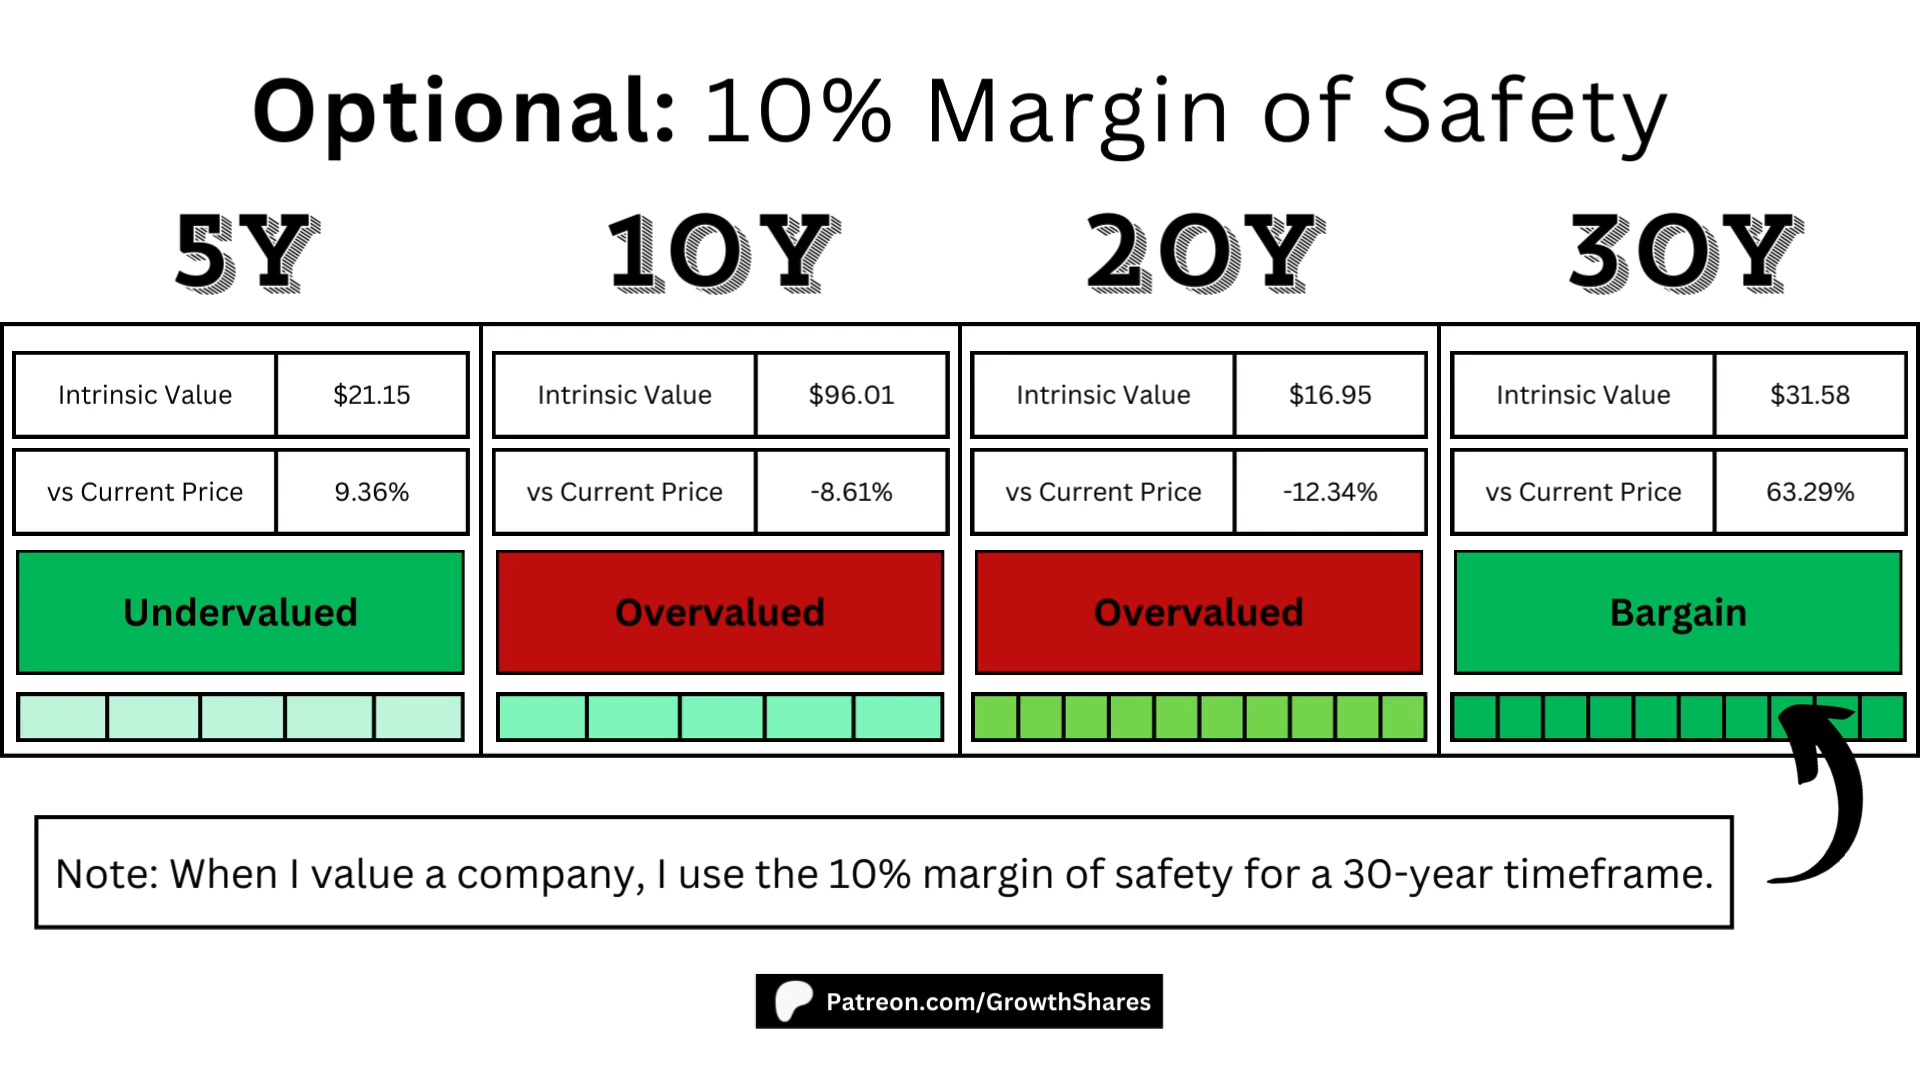 Optional: 10% Margin of Safety
5Y 10Y 20Y 30Y
Intrinsic Value $21.15 Intrinsic Value $96.01 Intrinsic Value $16.95 Intrinsic Value $31.58
vs Current Price 9.36% vs Current Price -8.61% vs Current Price -12.34% vs Current Price 63.29%
Undervalued Overvalued Overvalued Bargain
Note: When I value a company, I use the 10% margin of safety for a 30-year timeframe.
Patreon.com/GrowthShares